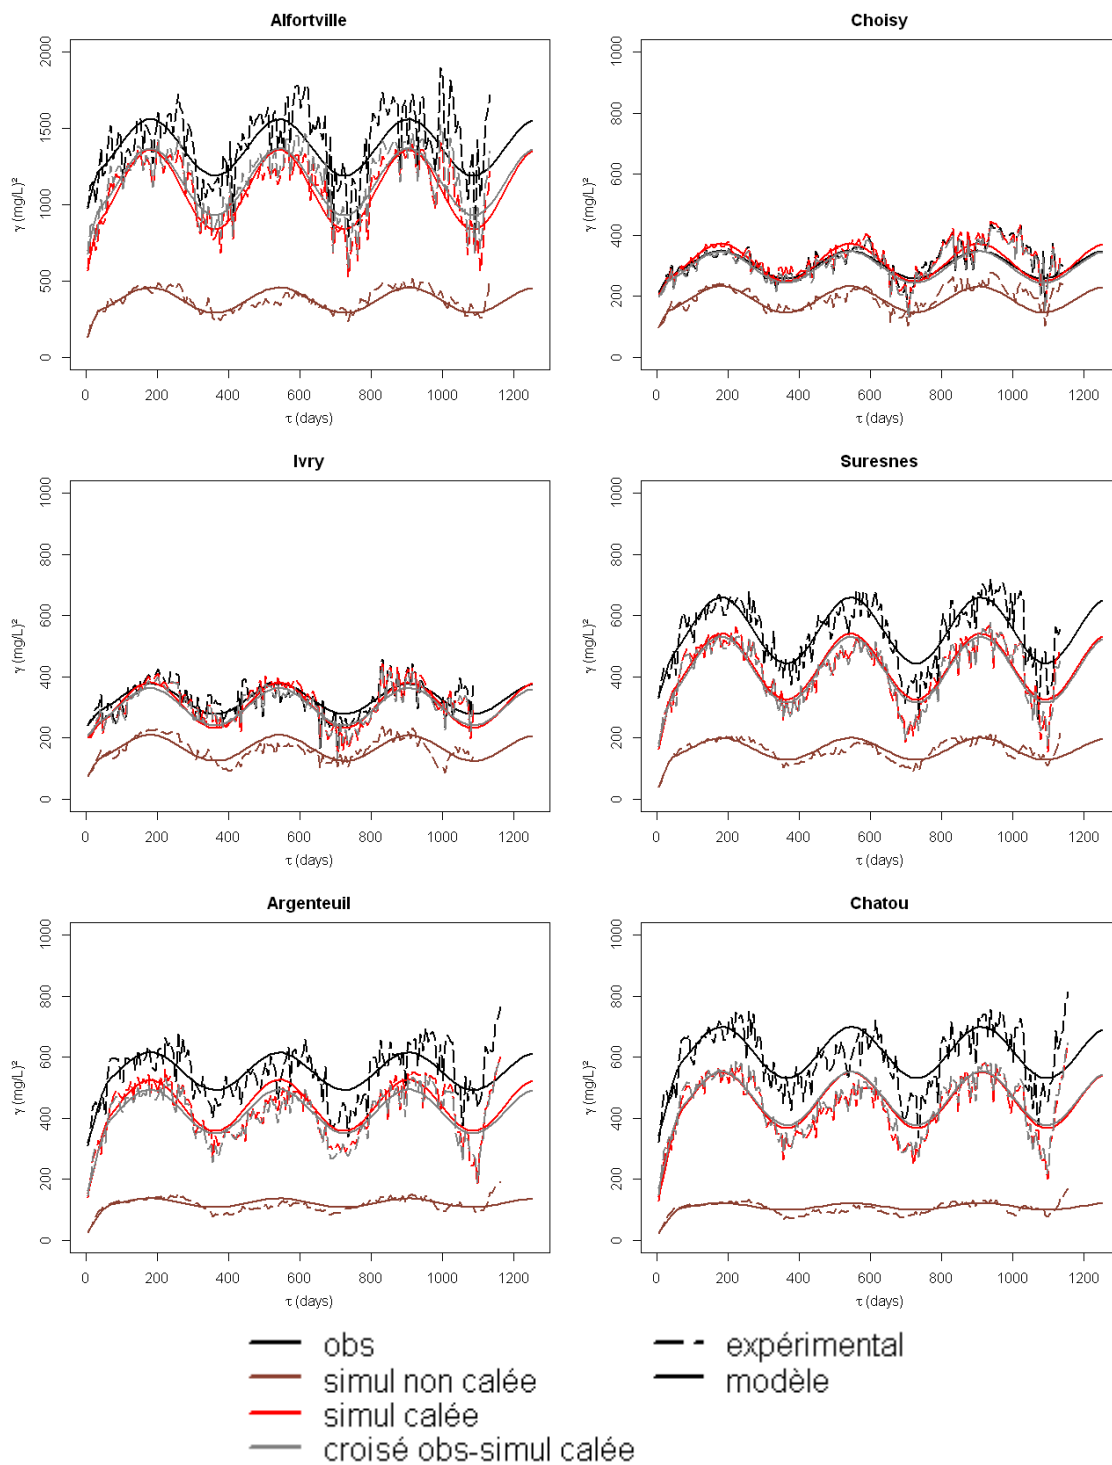 Alfortville
γ (mg/L)²
0 500 1000 1500 2000
0 200 400 600 800 1000 1200
τ (days)
Choisy
γ (mg/L)²
0 200 400 600 800 1000
0 200 400 600 800 1000 1200
τ (days)
Ivry
γ (mg/L)²
0 200 400 600 800 1000
0 200 400 600 800 1000 1200
τ (days)
Suresnes
γ (mg/L)²
0 200 400 600 800 1000
0 200 400 600 800 1000 1200
τ (days)
Argenteuil
γ (mg/L)²
0 200 400 600 800 1000
0 200 400 600 800 1000 1200
τ (days)
Chatou
γ (mg/L)²
0 200 400 600 800 1000
0 200 400 600 800 1000 1200
τ (days)
obs
simul non calée
simul calée
croisé obs-simul calée
expérimental
modèle